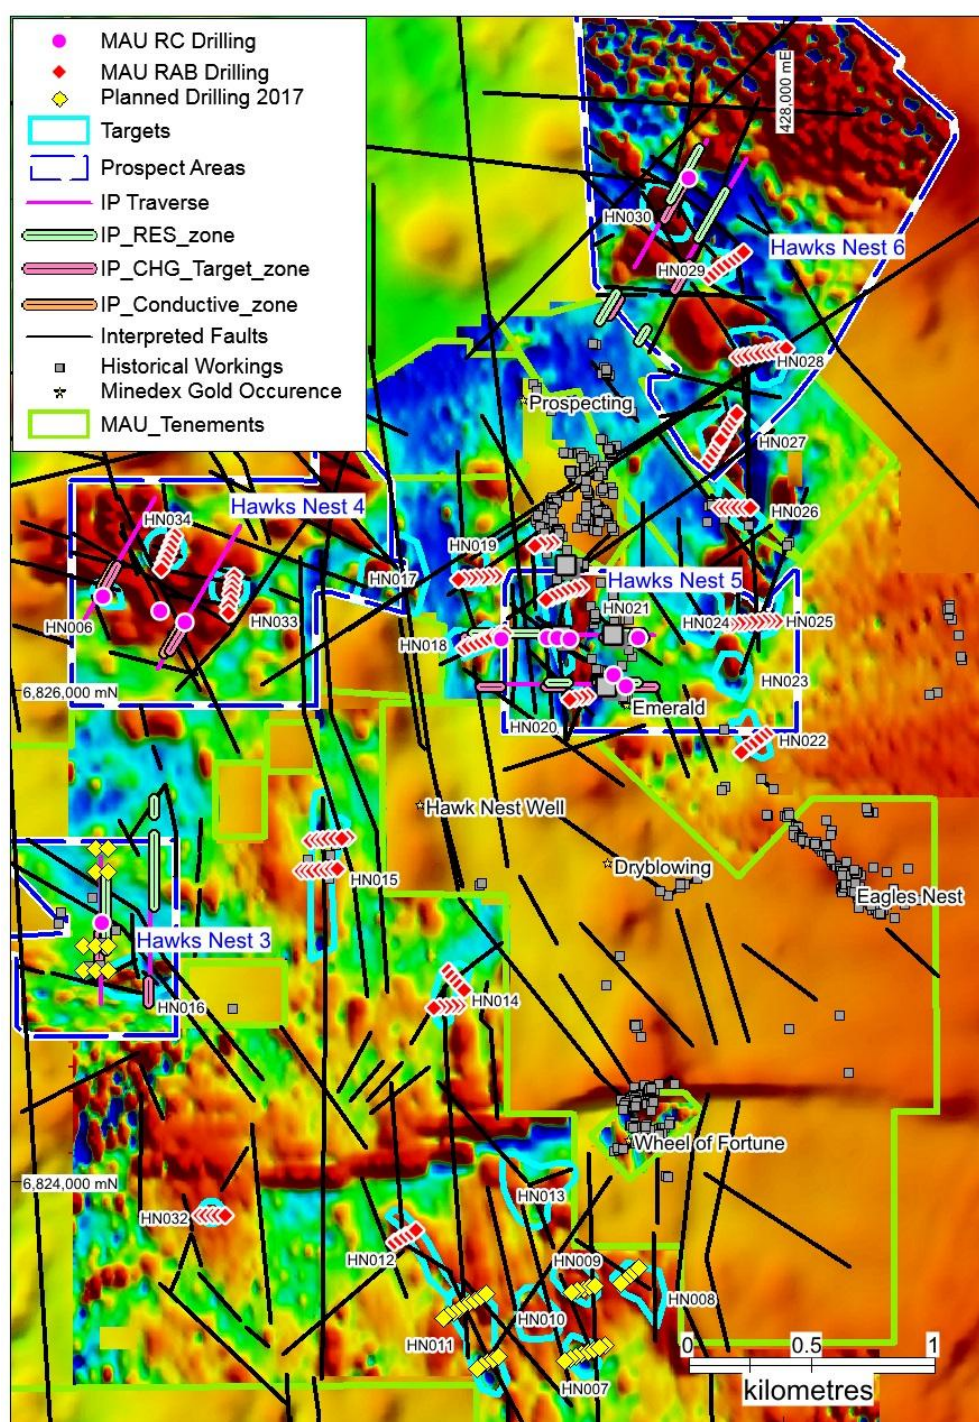 MAU RC Drilling
MAU RAB Drilling
Planned Drilling 2017
Targets
Prospect Areas
IP Traverse
IP_RES_zone
IP_CHG_Target_zone
IP_Conductive_zone
Interpreted Faults
Historical Workings
Minedex Gold Occurence
MAU_Tenements
428,000 mE
HN030
Hawks Nest 6
HN029
HN028
Prospecting
HN027
Hawks Nest 4
HN034
HN026
HN019
HN017
Hawks Nest 5
HN006
HN033
HN021
HN024
HN025
HN018
6,826,000 mN
HN023
Emerald
HN020
HN022
Hawk Nest Well
Dryblowing
HN015
Eagles Nest
Hawks Nest 3
HN016
HN014
Wheel of Fortune
6,824,000 mN
HN013
HN032
HN012
HN009
HN008
HN010
HN011
HN007
0 0.5 1
kilometres